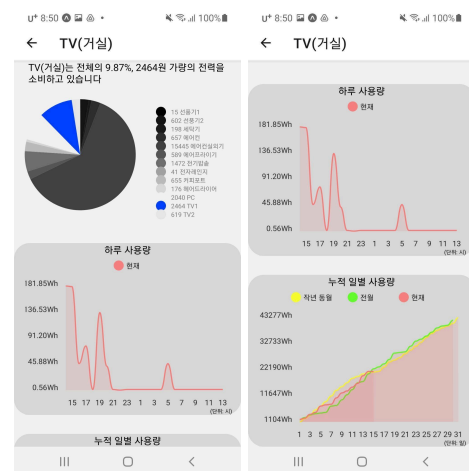 U+ 8:50
100%
← TV(거실)
TV(거실)는 전체의 9.87%, 2464원 가량의 전력을
소비하고 있습니다
15 선풍기1
602 선풍기2
198 세탁기
657 에어컨
15445 에어컨실외기
589 에어프라이기
1472 전기밥솥
41 전자레인지
655 커피포트
176 헤어드라이어
2040 PC
2464 TV1
619 TV2
하루 사용량
현재
181.85Wh
136.53Wh
91.20Wh
45.88Wh
0.56Wh
15 17 19 21 23 1 3 5 7 9 11 13
(단위: 시)
누적 일별 사용량
U+ 8:50
100%
← TV(거실)
하루 사용량
현재
181.85Wh
136.53Wh
91.20Wh
45.88Wh
0.56Wh
15 17 19 21 23 1 3 5 7 9 11 13
(단위: 시)
누적 일별 사용량
작년 동월 전월 현재
43277Wh
32733Wh
22190Wh
11647Wh
1104Wh
1 3 5 7 9 11 13 15 17 19 21 23 25 27 29 31
(단위: 일)